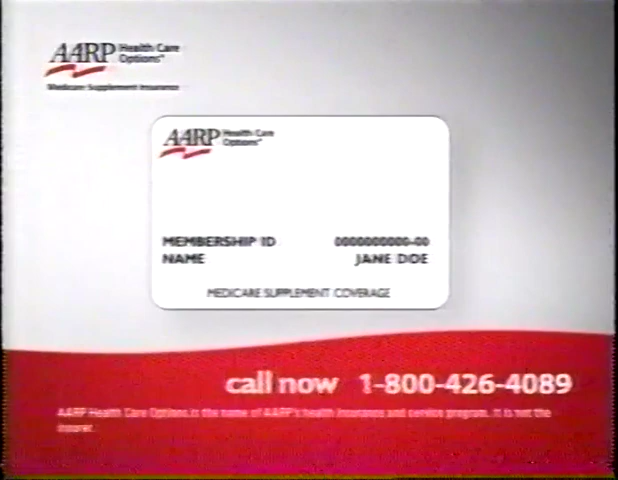 AARP Health Care
Options™
Medicare Supplement Insurance
AARP Health Care
Options™
MEMBERSHIP ID 0000000000-00
NAME JANE DOE
MEDICARE SUPPLEMENT COVERAGE
call now 1-800-426-4089
AARP Health Care Options is the name of AARP's health insurance and service program. It is not the
insurer.